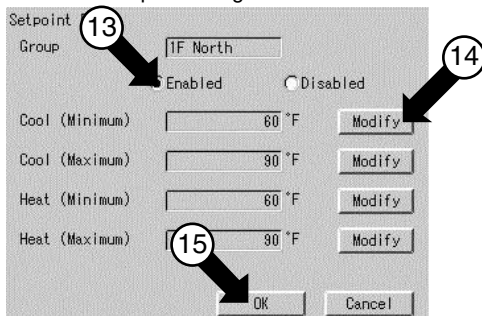 Setpoint
13
Group 1F North
14
Enabled Disabled
Cool (Minimum) 60 °F Modify
Cool (Maximum) 90 °F Modify
Heat (Minimum) 60 °F Modify
Heat (Maximum) 90 °F Modify
15
OK Cancel